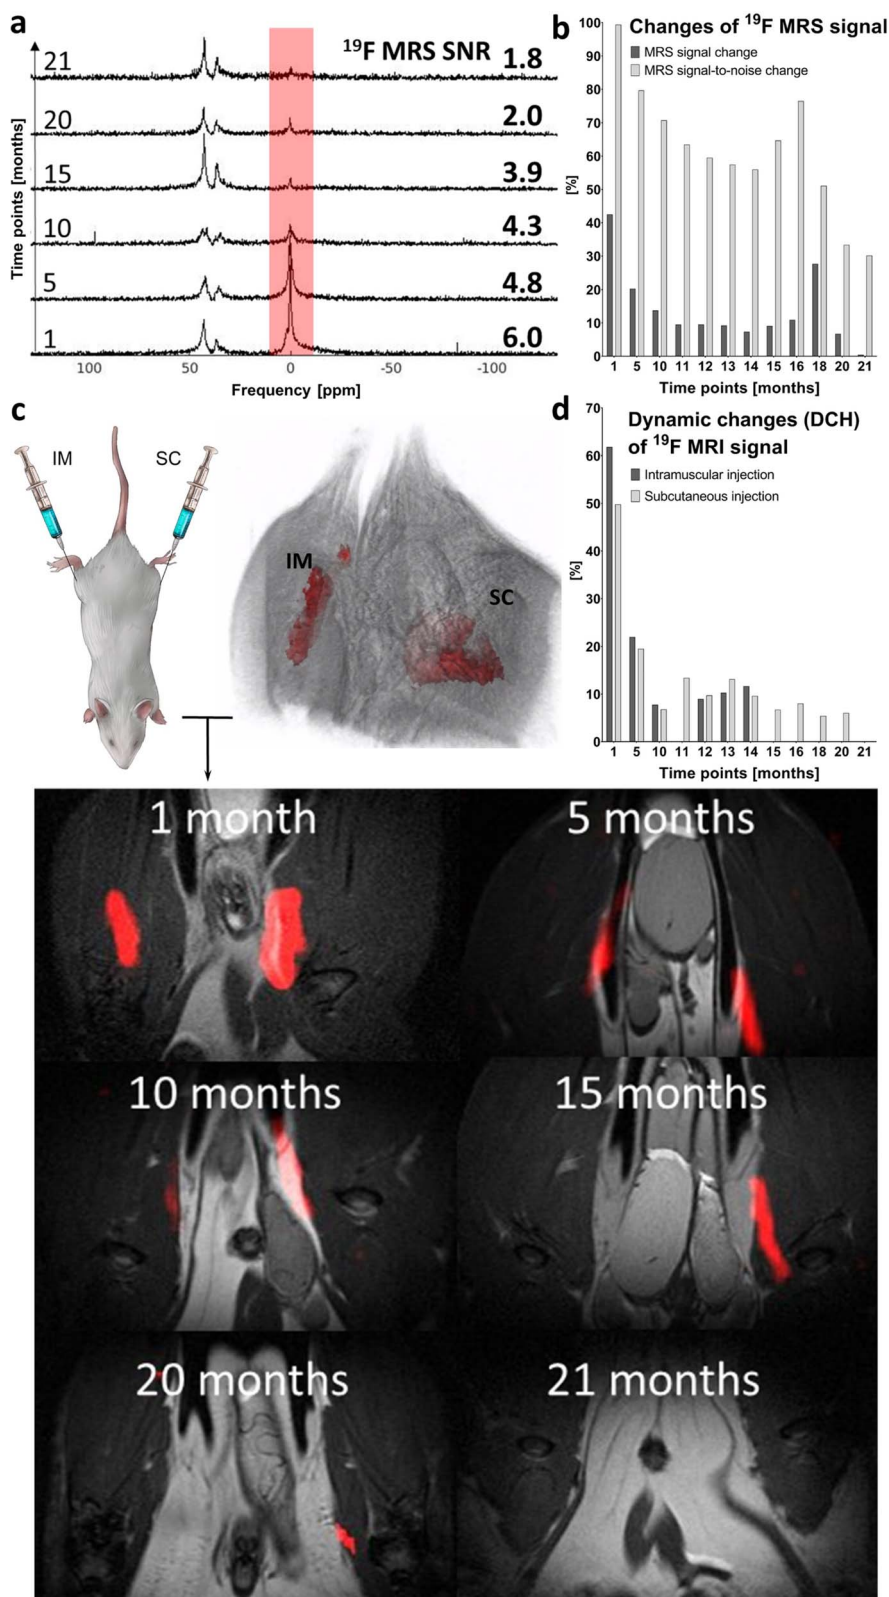 a
¹⁹F MRS SNR
Time points [months]
21 1.8
20 2.0
15 3.9
10 4.3
5 4.8
1 6.0
100 50 0 -50 -100
Frequency [ppm]
b
Changes of ¹⁹F MRS signal
MRS signal change
MRS signal-to-noise change
[%]
100
90
80
70
60
50
40
30
20
10
0
1 5 10 11 12 13 14 15 16 18 20 21
Time points [months]
c
IM SC
IM
SC
d
Dynamic changes (DCH)
of ¹⁹F MRI signal
Intramuscular injection
Subcutaneous injection
[%]
70
60
50
40
30
20
10
0
1 5 10 11 12 13 14 15 16 18 20 21
Time points [months]
1 month
5 months
10 months
15 months
20 months
21 months